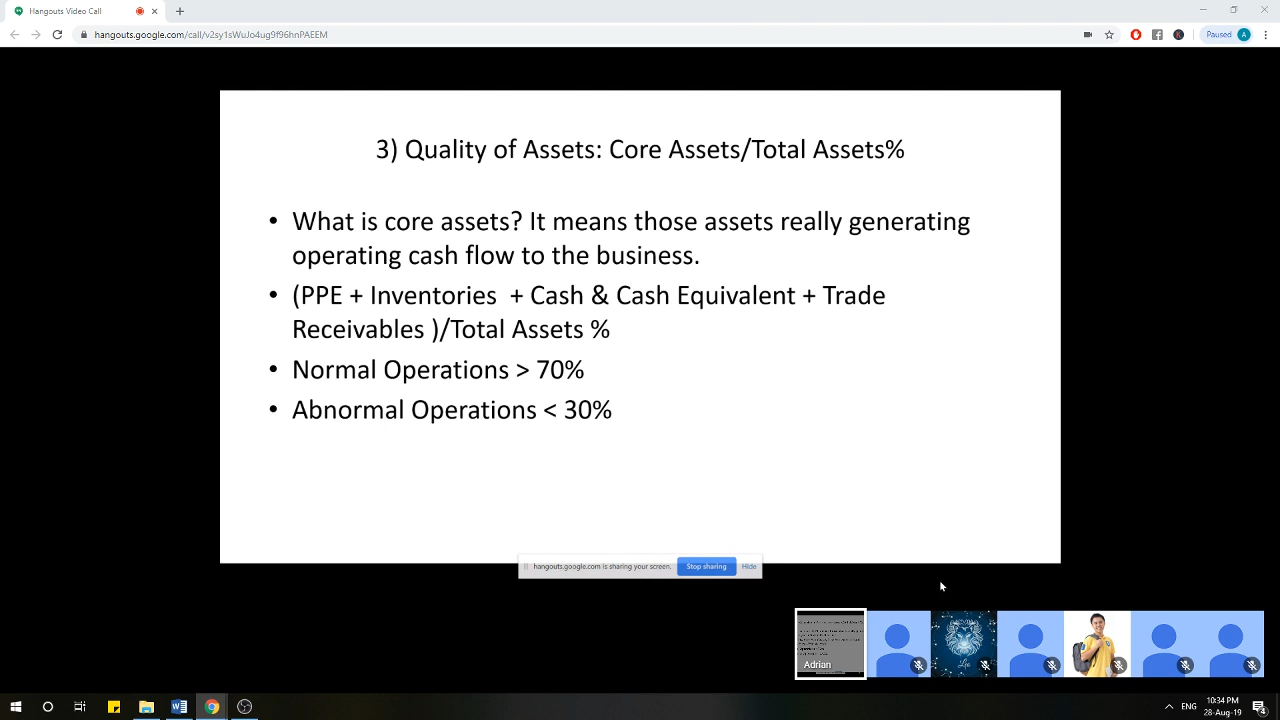 Hangouts Video Call
hangouts.google.com/call/v2sy1sWuJo4ug9f96hnPAEEM
Paused
A
3) Quality of Assets: Core Assets/Total Assets%
• What is core assets? It means those assets really generating
operating cash flow to the business.
• (PPE + Inventories + Cash & Cash Equivalent + Trade
Receivables )/Total Assets %
• Normal Operations > 70%
• Abnormal Operations < 30%
hangouts.google.com is sharing your screen.
Stop sharing
Hide
Adrian
Leo
ENG
10:34 PM
28-Aug-19